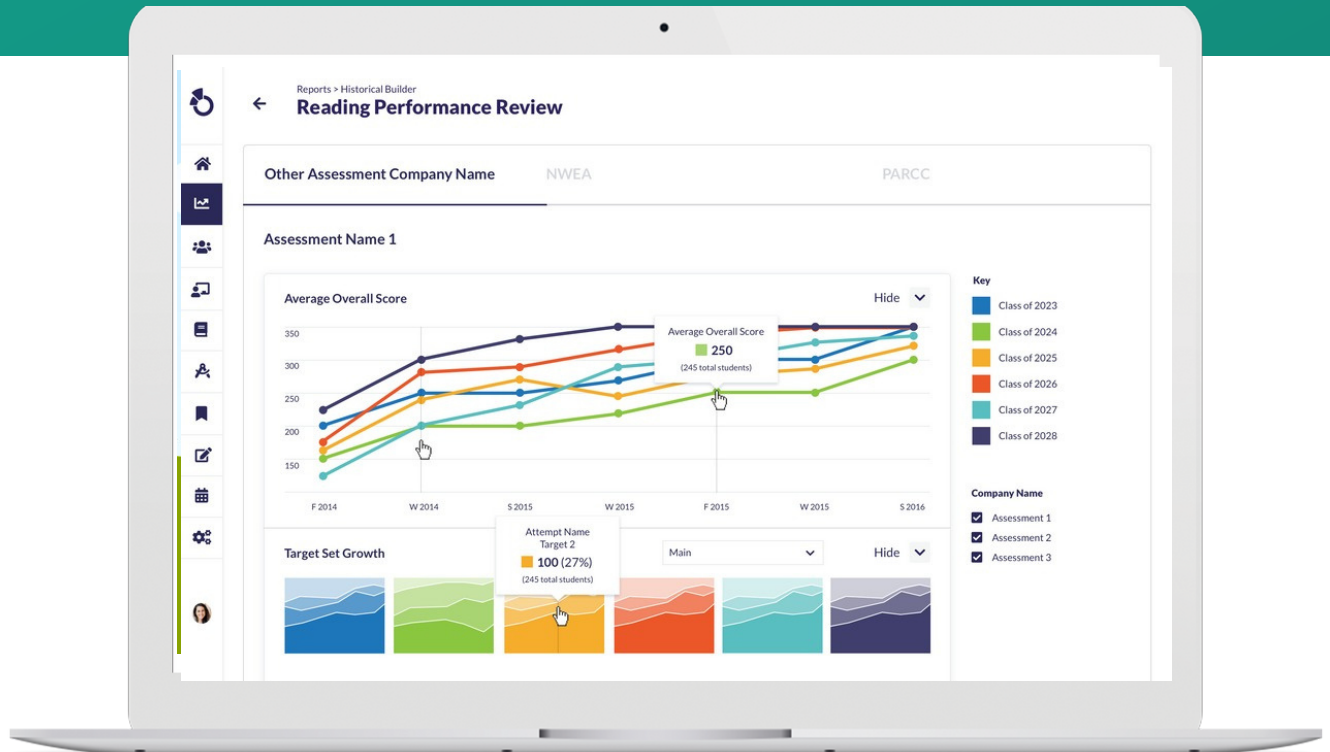 Reports > Historical Builder
Reading Performance Review
Other Assessment Company Name
NWEA
PARCC
Assessment Name 1
Average Overall Score
Hide
350
300
250
200
150
Average Overall Score
250
(245 total students)
F 2014
W 2014
S 2015
W 2015
F 2015
W 2015
S 2016
Key
Class of 2023
Class of 2024
Class of 2025
Class of 2026
Class of 2027
Class of 2028
Company Name
Assessment 1
Assessment 2
Assessment 3
Target Set Growth
Attempt Name
Target 2
100 (27%)
(245 total students)
Main
Hide